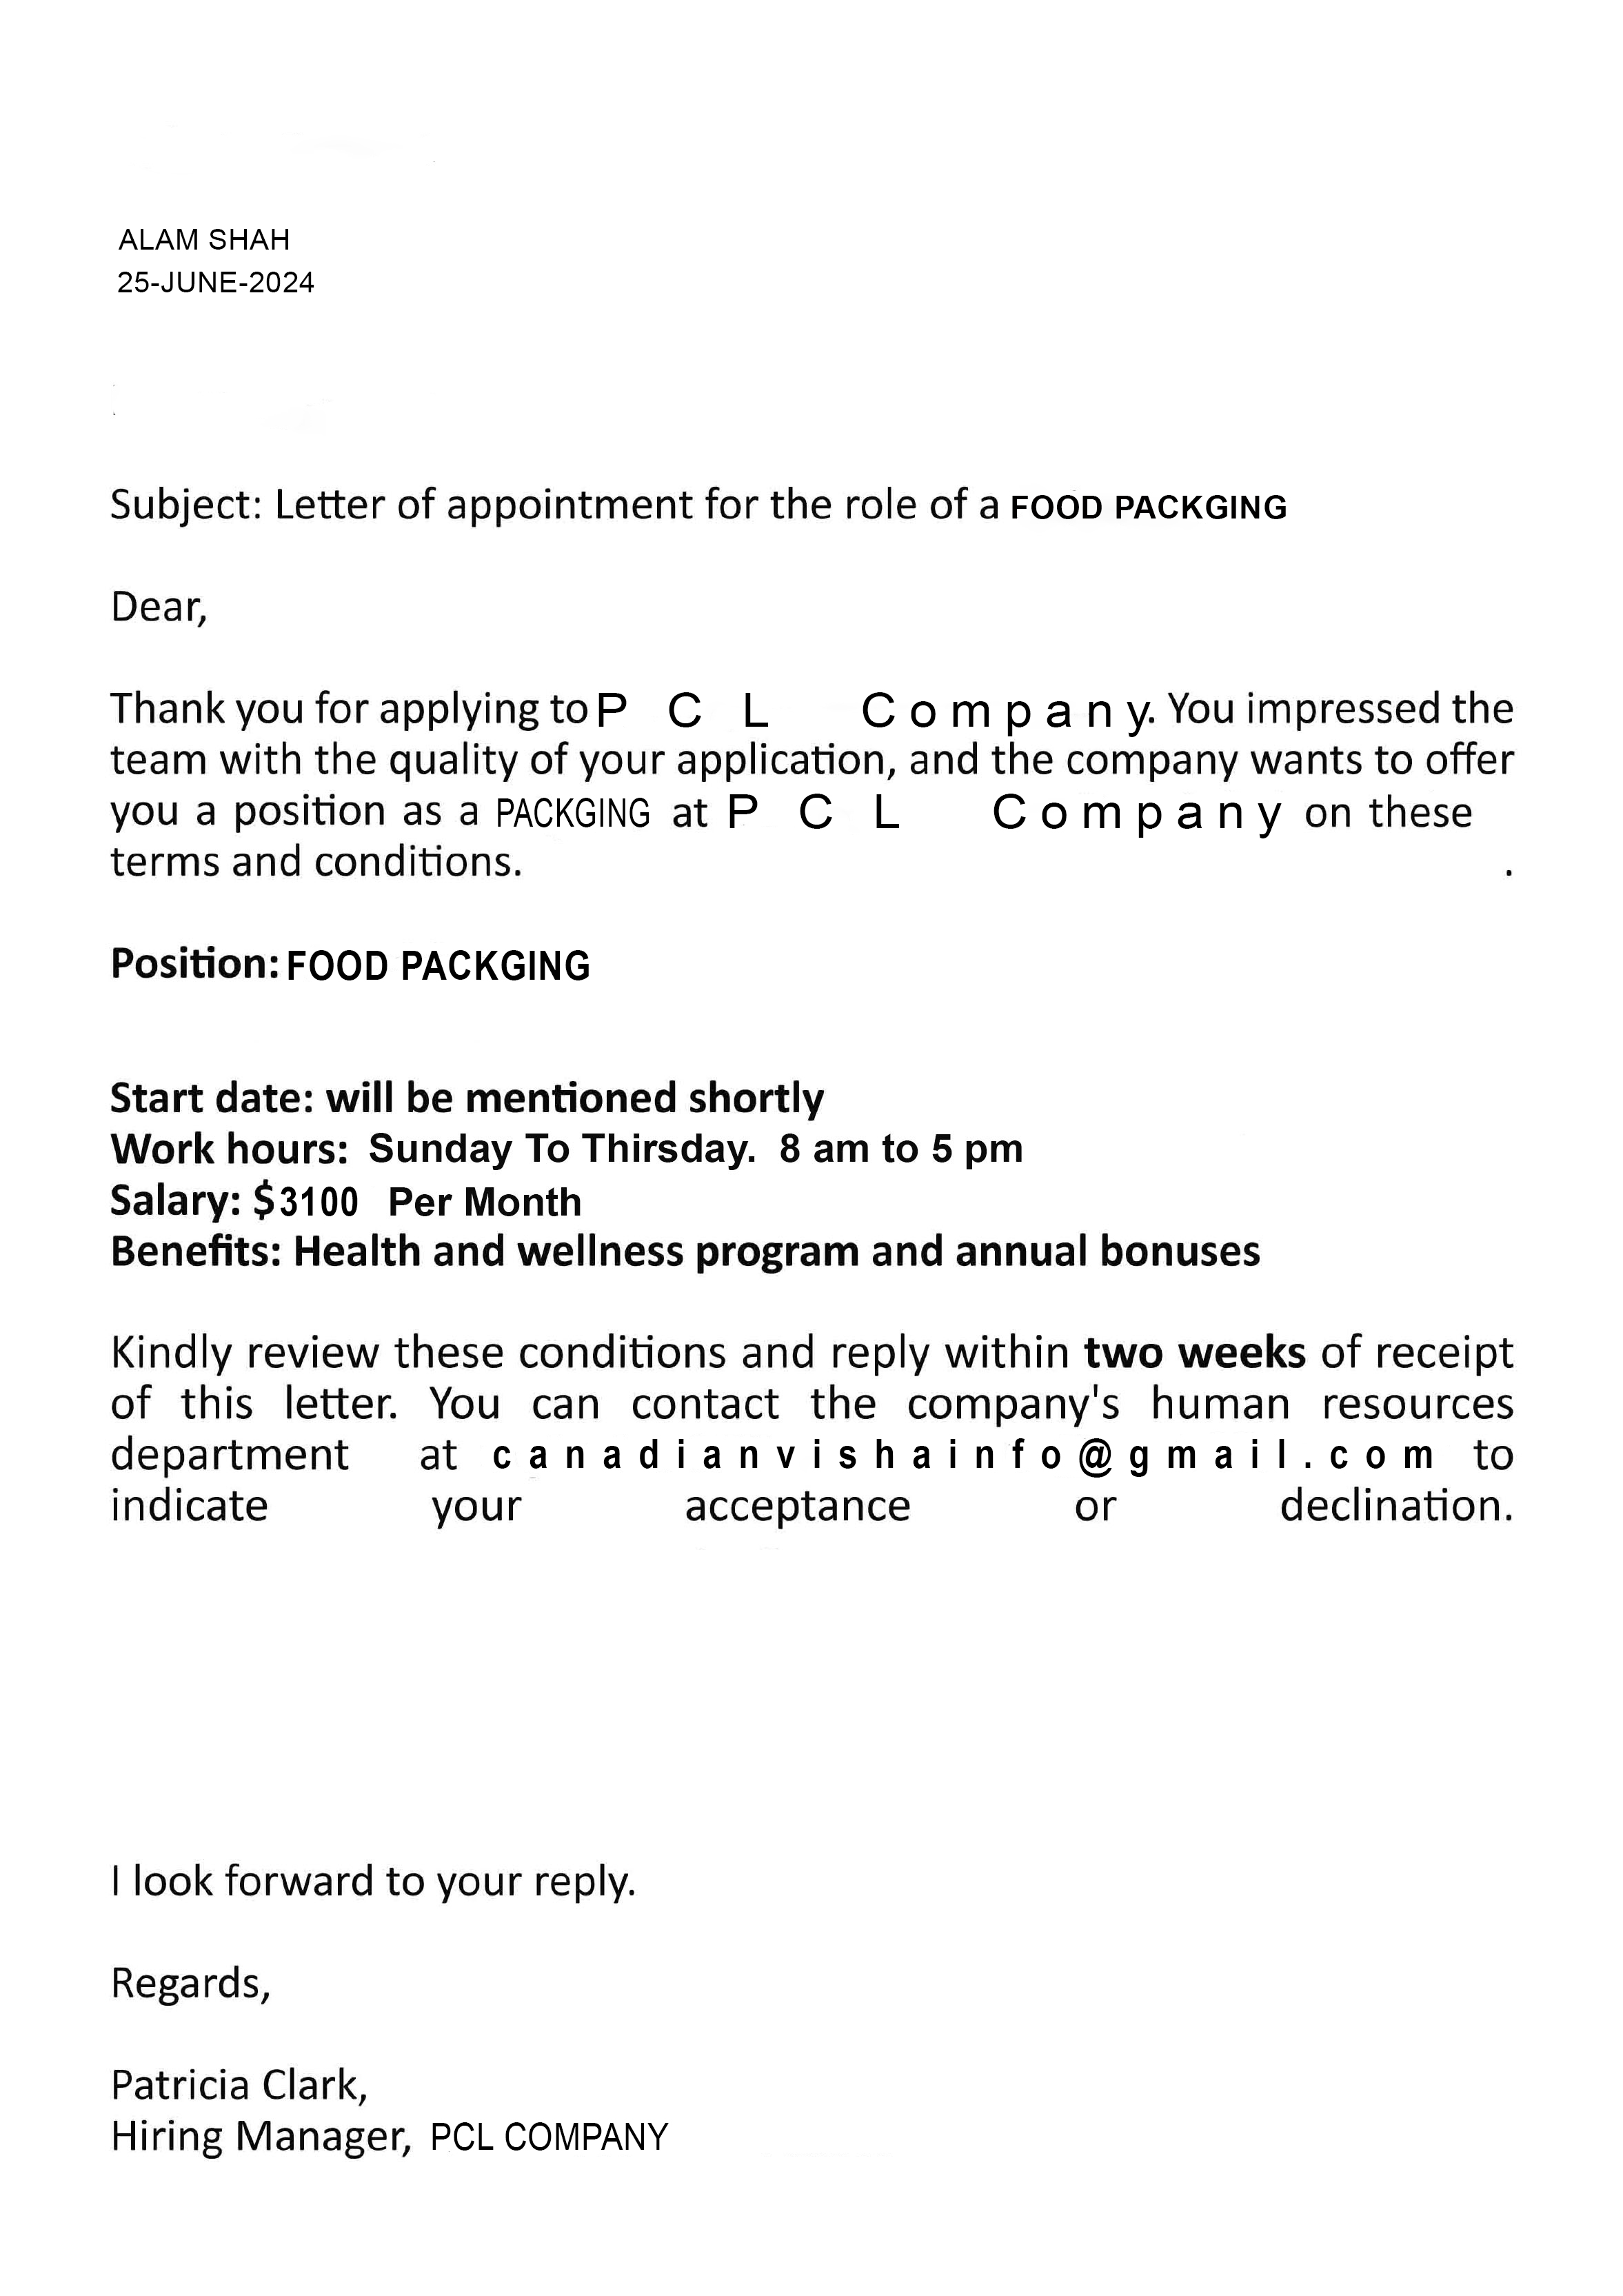 ALAM SHAH
25-JUNE-2024
Subject: Letter of appointment for the role of a FOOD PACKGING
Dear,
Thank you for applying to P C L Company. You impressed the
team with the quality of your application, and the company wants to offer
you a position as a PACKGING at P C L Company on these
terms and conditions.
Position: FOOD PACKGING
Start date: will be mentioned shortly
Work hours: Sunday To Thirsday. 8 am to 5 pm
Salary: $3100 Per Month
Benefits: Health and wellness program and annual bonuses
Kindly review these conditions and reply within two weeks of receipt
of this letter. You can contact the company's human resources
department at canadianvishainfo@gmail.com to
indicate your acceptance or declination.
I look forward to your reply.
Regards,
Patricia Clark,
Hiring Manager, PCL COMPANY